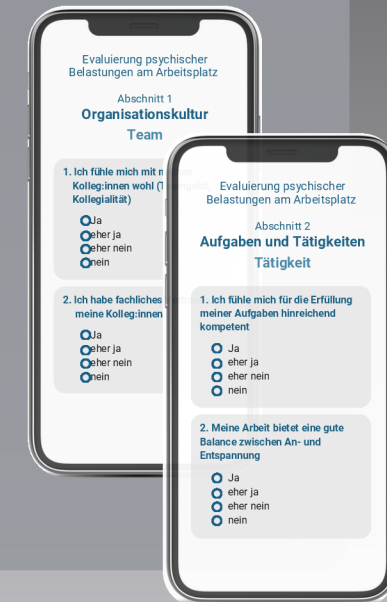 Evaluierung psychischer
Belastungen am Arbeitsplatz
Abschnitt 1
Organisationskultur
Team
1. Ich fühle mich mit
Kolleg:innen wohl
Kollegialität)
Ja
eher ja
eher nein
nein
2. Ich habe fachliches
meine Kolleg:innen
Ja
eher ja
eher nein
nein
Evaluierung psychischer
Belastungen am Arbeitsplatz
Abschnitt 2
Aufgaben und Tätigkeiten
Tätigkeit
1. Ich fühle mich für die Erfüllung
meiner Aufgaben hinreichend
kompetent
Ja
eher ja
eher nein
nein
2. Meine Arbeit bietet eine gute
Balance zwischen An- und
Entspannung
Ja
eher ja
eher nein
nein